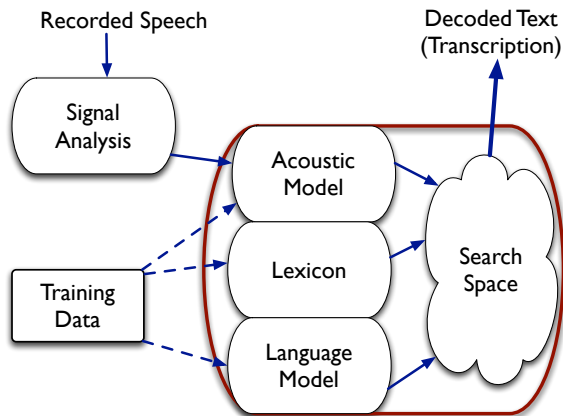 Recorded Speech
Decoded Text
(Transcription)
Signal
Analysis
Acoustic
Model
Lexicon
Search
Space
Training
Data
Language
Model